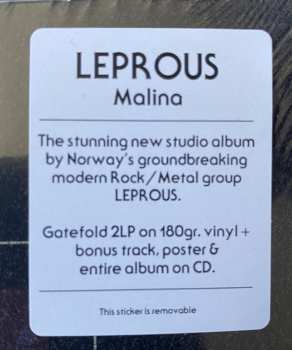 LEPROUS
Malina
The stunning new studio album
by Norway's groundbreaking
modern Rock/Metal group
LEPROUS.
Gatefold 2LP on 180gr. vinyl +
bonus track, poster &
entire album on CD.
This sticker is removable